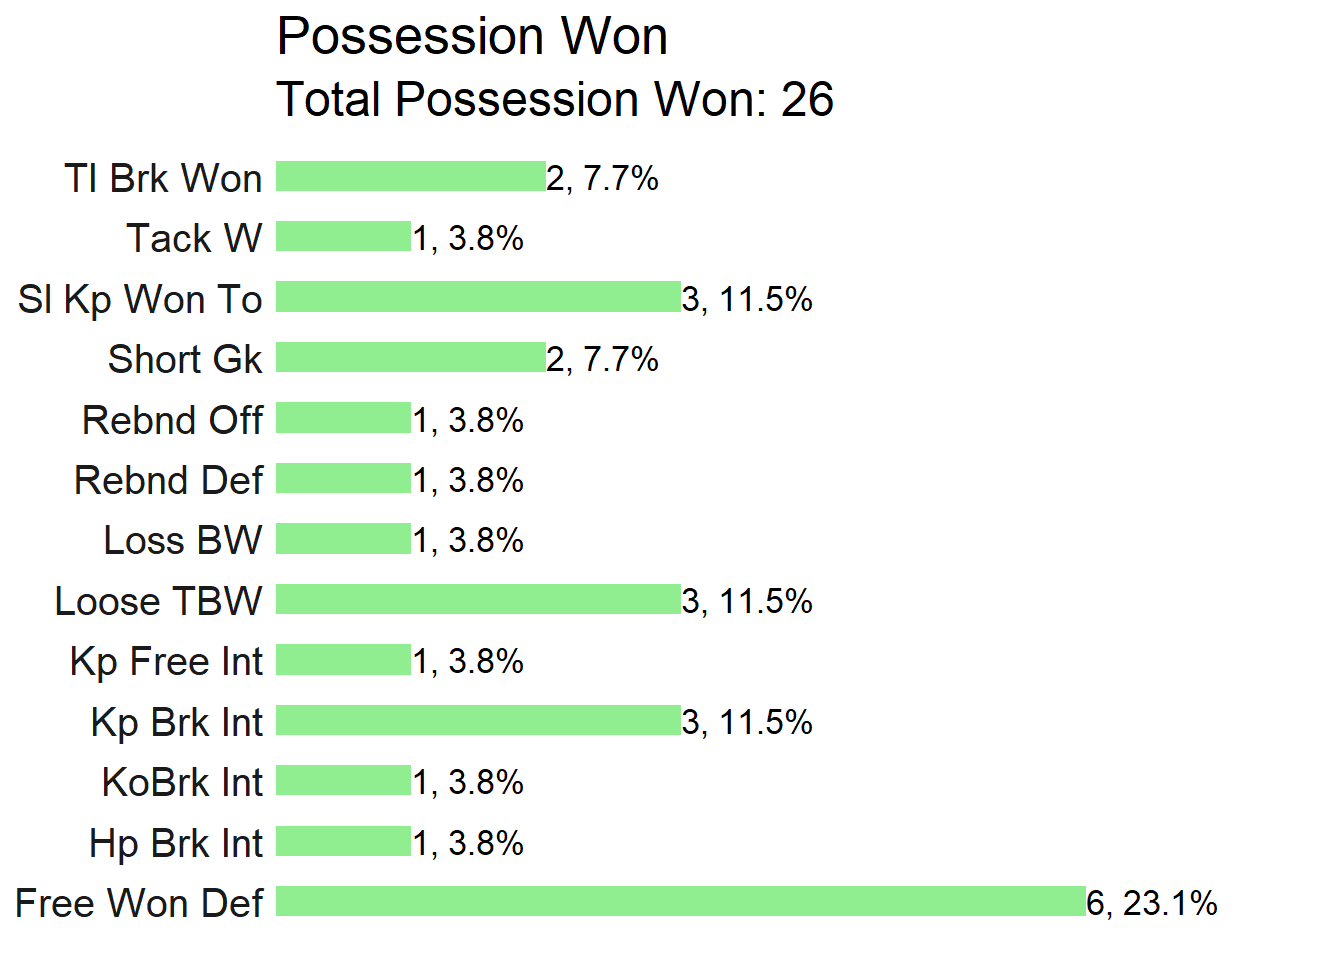 Possession Won
Total Possession Won: 26
Tl Brk Won 2, 7.7%
Tack W 1, 3.8%
Sl Kp Won To 3, 11.5%
Short Gk 2, 7.7%
Rebnd Off 1, 3.8%
Rebnd Def 1, 3.8%
Loss BW 1, 3.8%
Loose TBW 3, 11.5%
Kp Free Int 1, 3.8%
Kp Brk Int 3, 11.5%
KoBrk Int 1, 3.8%
Hp Brk Int 1, 3.8%
Free Won Def 6, 23.1%